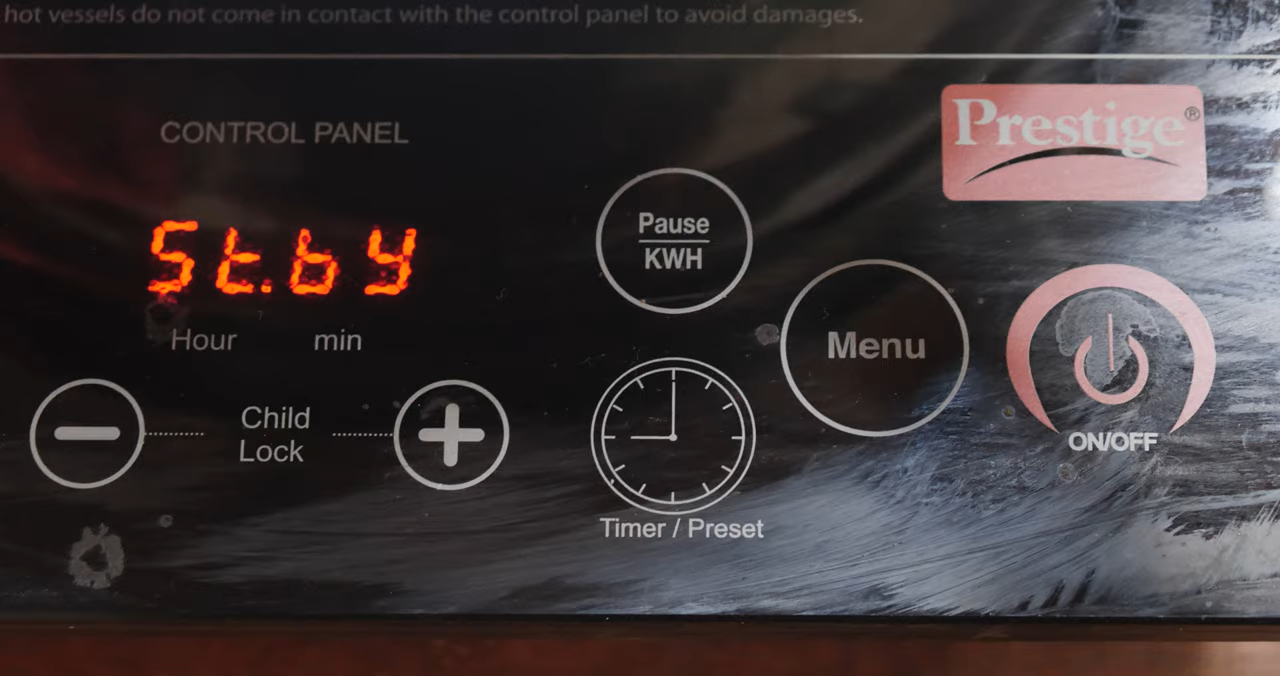 hot vessels do not come in contact with the control panel to avoid damages.
CONTROL PANEL
Prestige®
St.by
Hour min
Pause
KWH
Menu
Child
Lock
ON/OFF
Timer / Preset